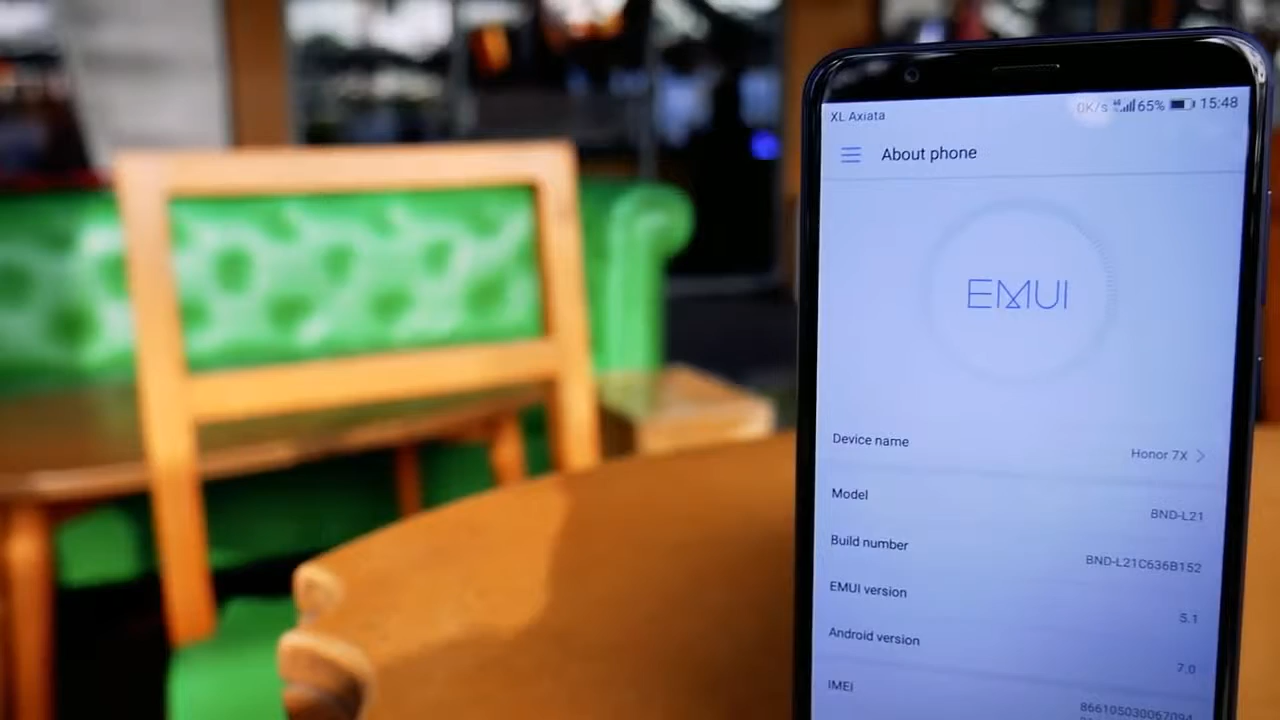 XL Axiata 0K/s 65% 15:48
About phone
EMUI
Device name
Honor 7X
Model
BND-L21
Build number
BND-L21C636B152
EMUI version
5.1
Android version
7.0
IMEI